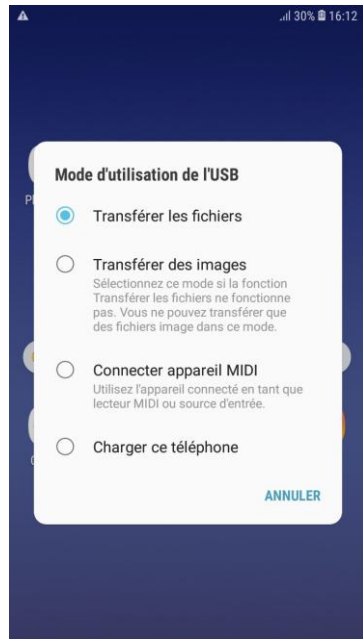 30% 16:12
Mode d'utilisation de l'USB
Transférer les fichiers
Transférer des images
Sélectionnez ce mode si la fonction
Transférer les fichiers ne fonctionne
pas. Vous ne pouvez transférer que
des fichiers image dans ce mode.
Connecter appareil MIDI
Utilisez l'appareil connecté en tant que
lecteur MIDI ou source d'entrée.
Charger ce téléphone
ANNULER